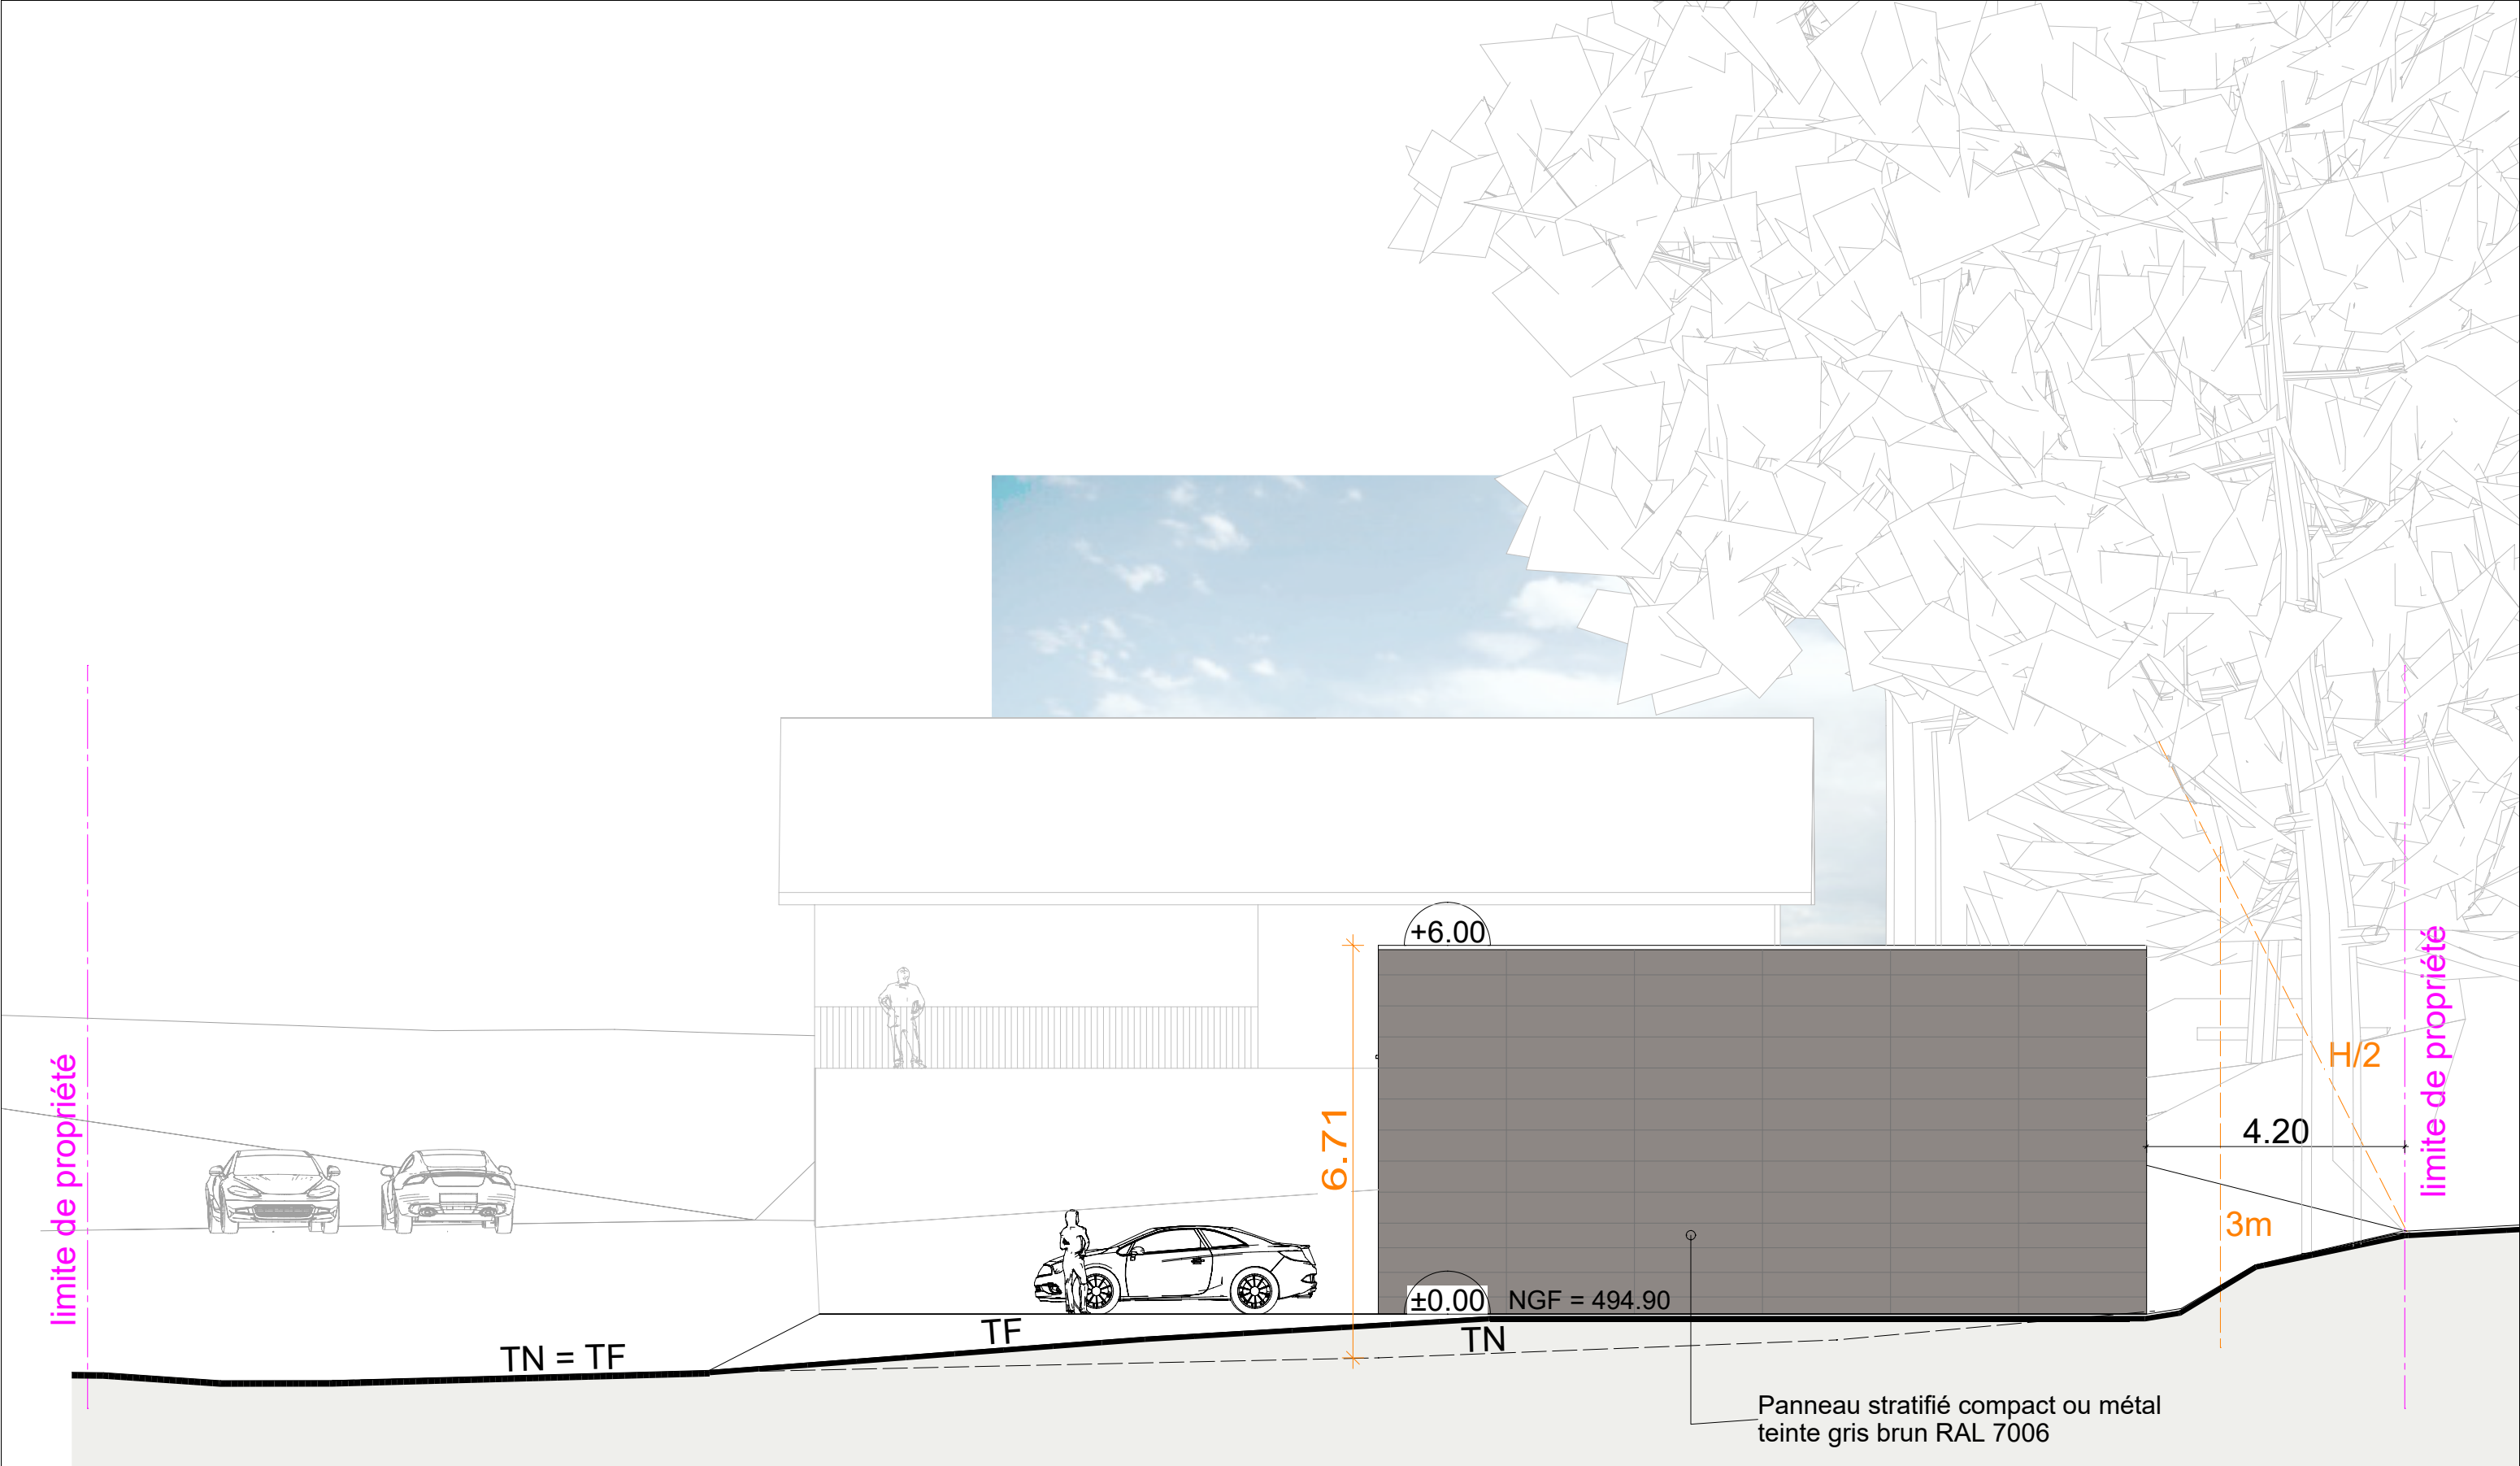 +6.00
limite de propriété
H/2
limite de propriété
6.71
4.20
3m
±0.00
NGF = 494.90
TF
TN
TN = TF
Panneau stratifié compact ou métal
teinte gris brun RAL 7006